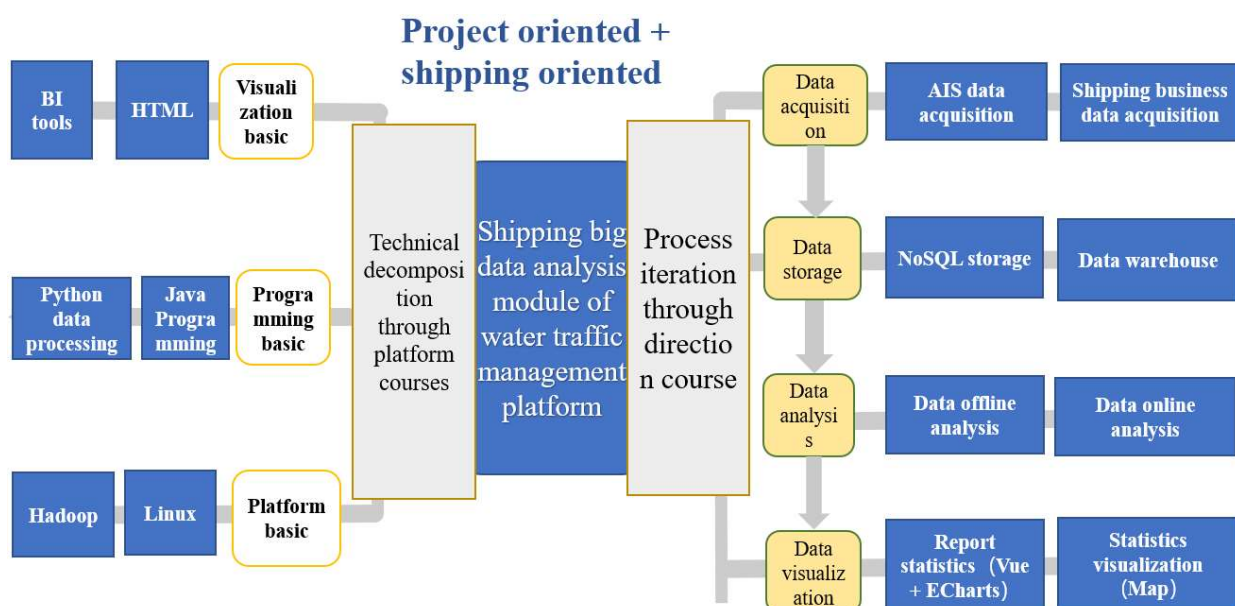 Project oriented +
shipping oriented
BI
tools
HTML
Visuali
zation
basic
Python
data
processing
Java
Progra
mming
Progra
mming
basic
Hadoop
Linux
Platform
basic
Technical
decomposi
tion
through
platform
courses
Shipping big
data analysis
module of
water traffic
management
platform
Process
iteration
through
directio
n course
Data
acquisiti
on
AIS data
acquisition
Shipping business
data acquisition
Data
storage
NoSQL storage
Data warehouse
Data
analysi
s
Data offline
analysis
Data online
analysis
Data
visualiz
ation
Report
statistics（Vue
+ ECharts）
Statistics
visualization
（Map）